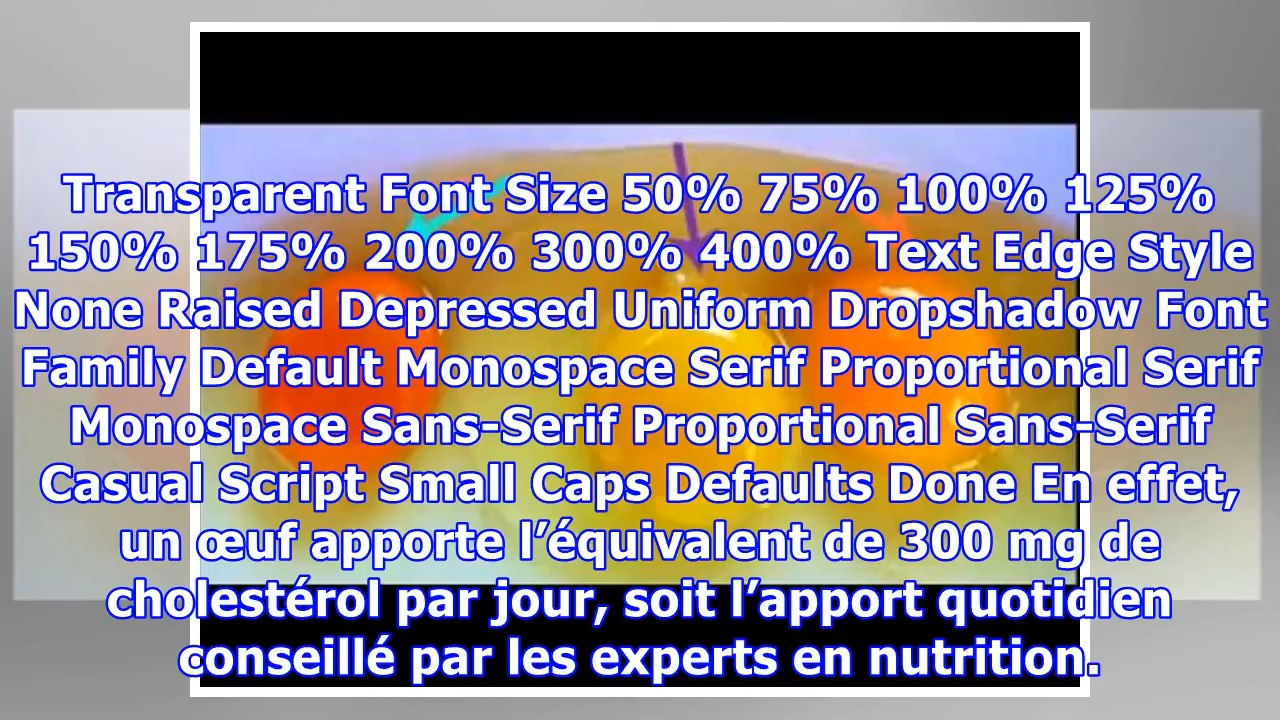 Transparent Font Size 50% 75% 100% 125%
150% 175% 200% 300% 400% Text Edge Style
None Raised Depressed Uniform Dropshadow Font
Family Default Monospace Serif Proportional Serif
Monospace Sans-Serif Proportional Sans-Serif
Casual Script Small Caps Defaults Done En effet,
un œuf apporte l’équivalent de 300 mg de
cholestérol par jour, soit l’apport quotidien
conseillé par les experts en nutrition.